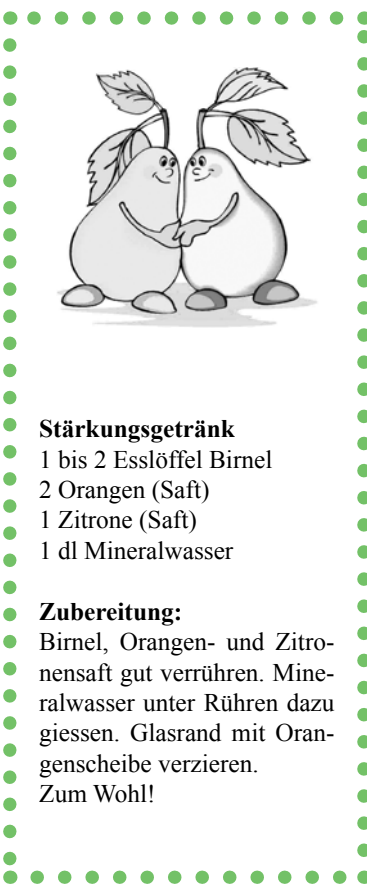 Stärkungsgetränk
1 bis 2 Esslöffel Birnel
2 Orangen (Saft)
1 Zitrone (Saft)
1 dl Mineralwasser
Zubereitung:
Birnel, Orangen- und Zitro-
nensaft gut verrühren. Mine-
ralwasser unter Rühren dazu
giessen. Glasrand mit Oran-
genscheibe verzieren.
Zum Wohl!